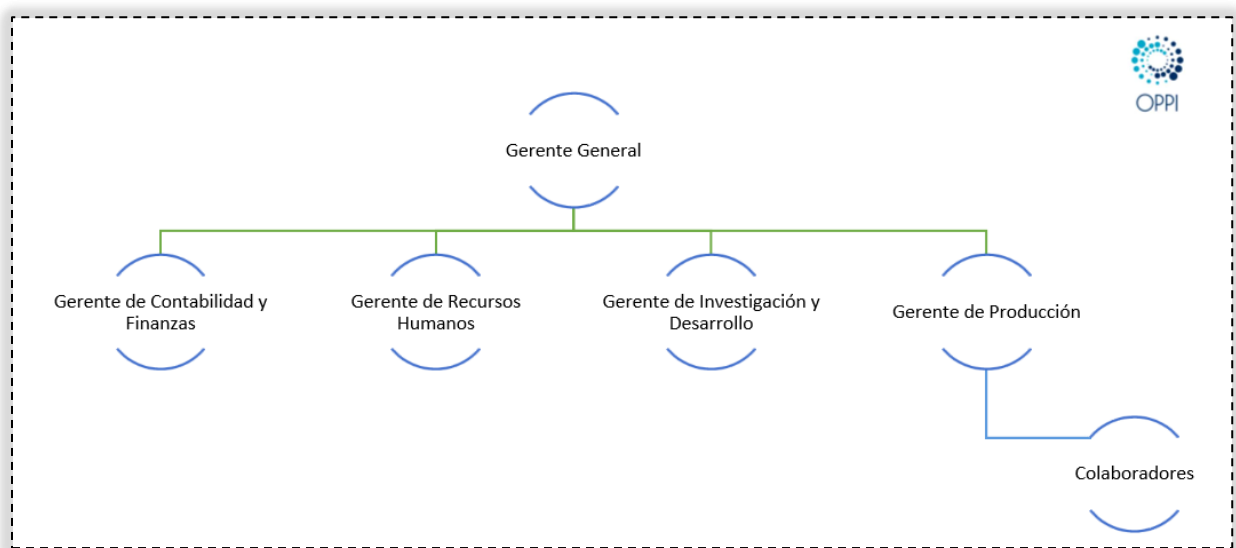 OPPI
Gerente General
Gerente de Contabilidad y
Finanzas
Gerente de Recursos
Humanos
Gerente de Investigación y
Desarrollo
Gerente de Producción
Colaboradores